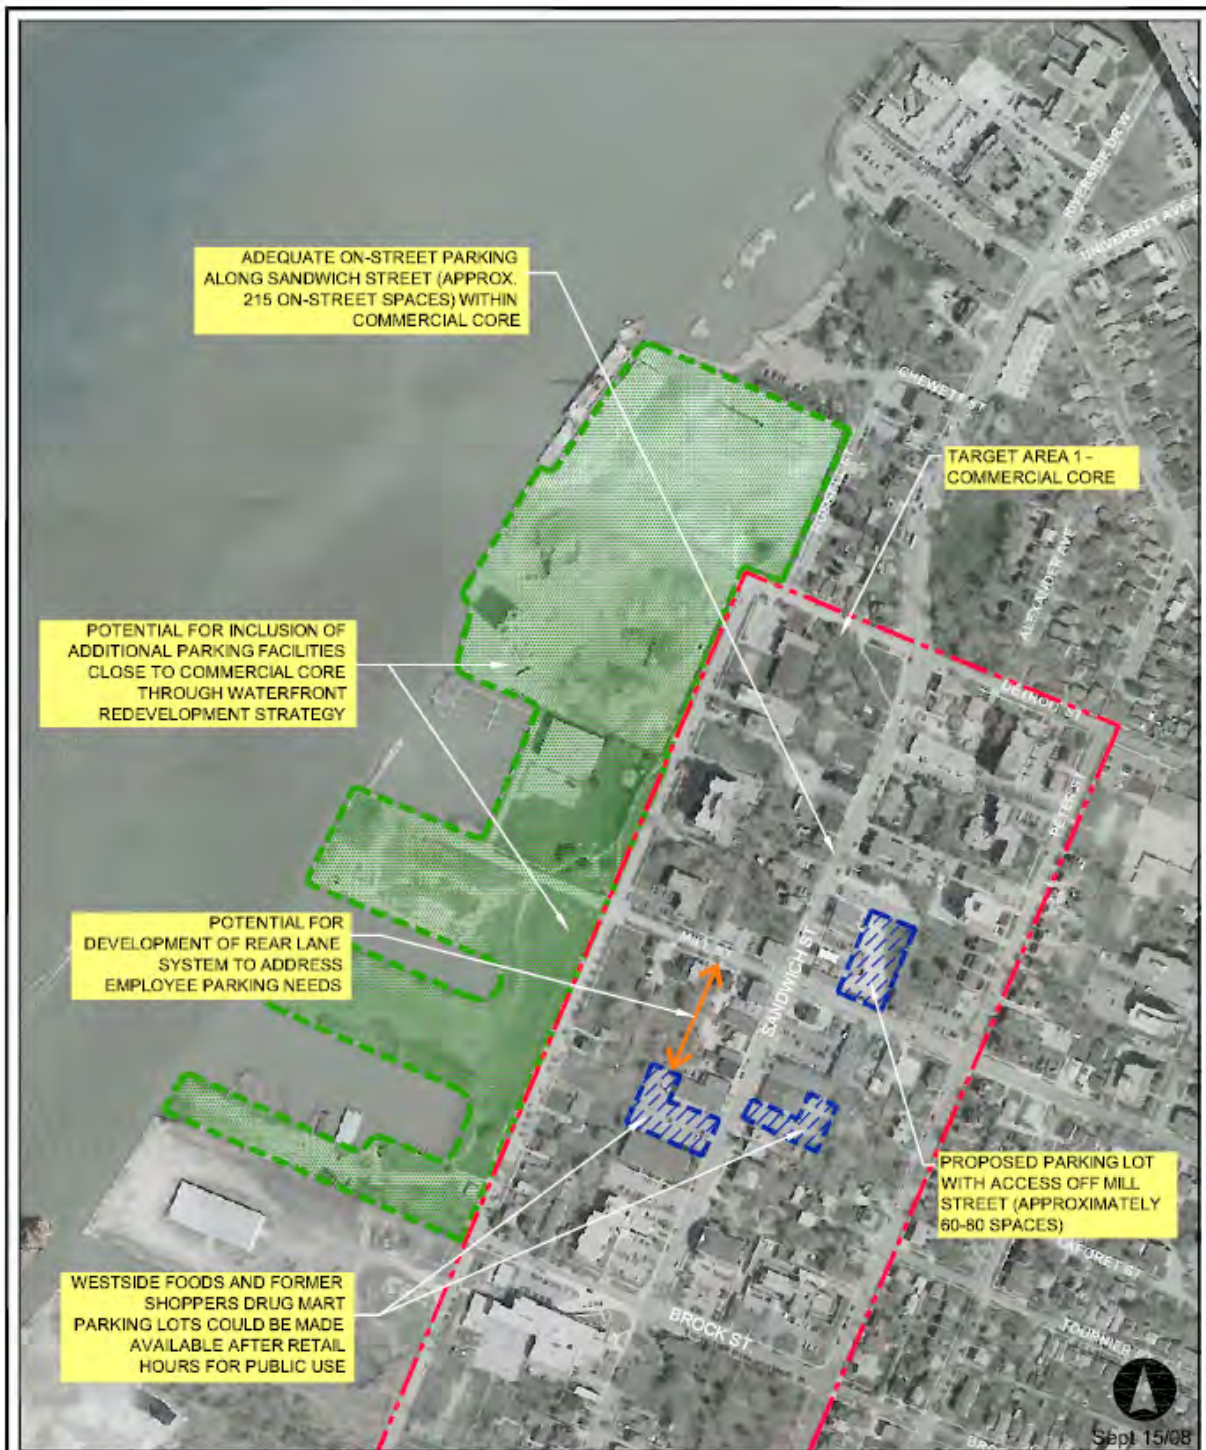 RIVERSIDE DR W
UNIVERSITY AVE W
ADEQUATE ON-STREET PARKING
ALONG SANDWICH STREET (APPROX.
215 ON-STREET SPACES) WITHIN
COMMERCIAL CORE
TARGET AREA 1 -
COMMERCIAL CORE
ALEXANDER AVE
POTENTIAL FOR INCLUSION OF
ADDITIONAL PARKING FACILITIES
CLOSE TO COMMERCIAL CORE
THROUGH WATERFRONT
REDEVELOPMENT STRATEGY
DETROIT ST
PETER ST
POTENTIAL FOR
DEVELOPMENT OF REAR LANE
SYSTEM TO ADDRESS
EMPLOYEE PARKING NEEDS
SANDWICH ST
PROPOSED PARKING LOT
WITH ACCESS OFF MILL
STREET (APPROXIMATELY
60-80 SPACES)
WESTSIDE FOODS AND FORMER
SHOPPERS DRUG MART
PARKING LOTS COULD BE MADE
AVAILABLE AFTER RETAIL
HOURS FOR PUBLIC USE
BROCK ST
Sept 15/08